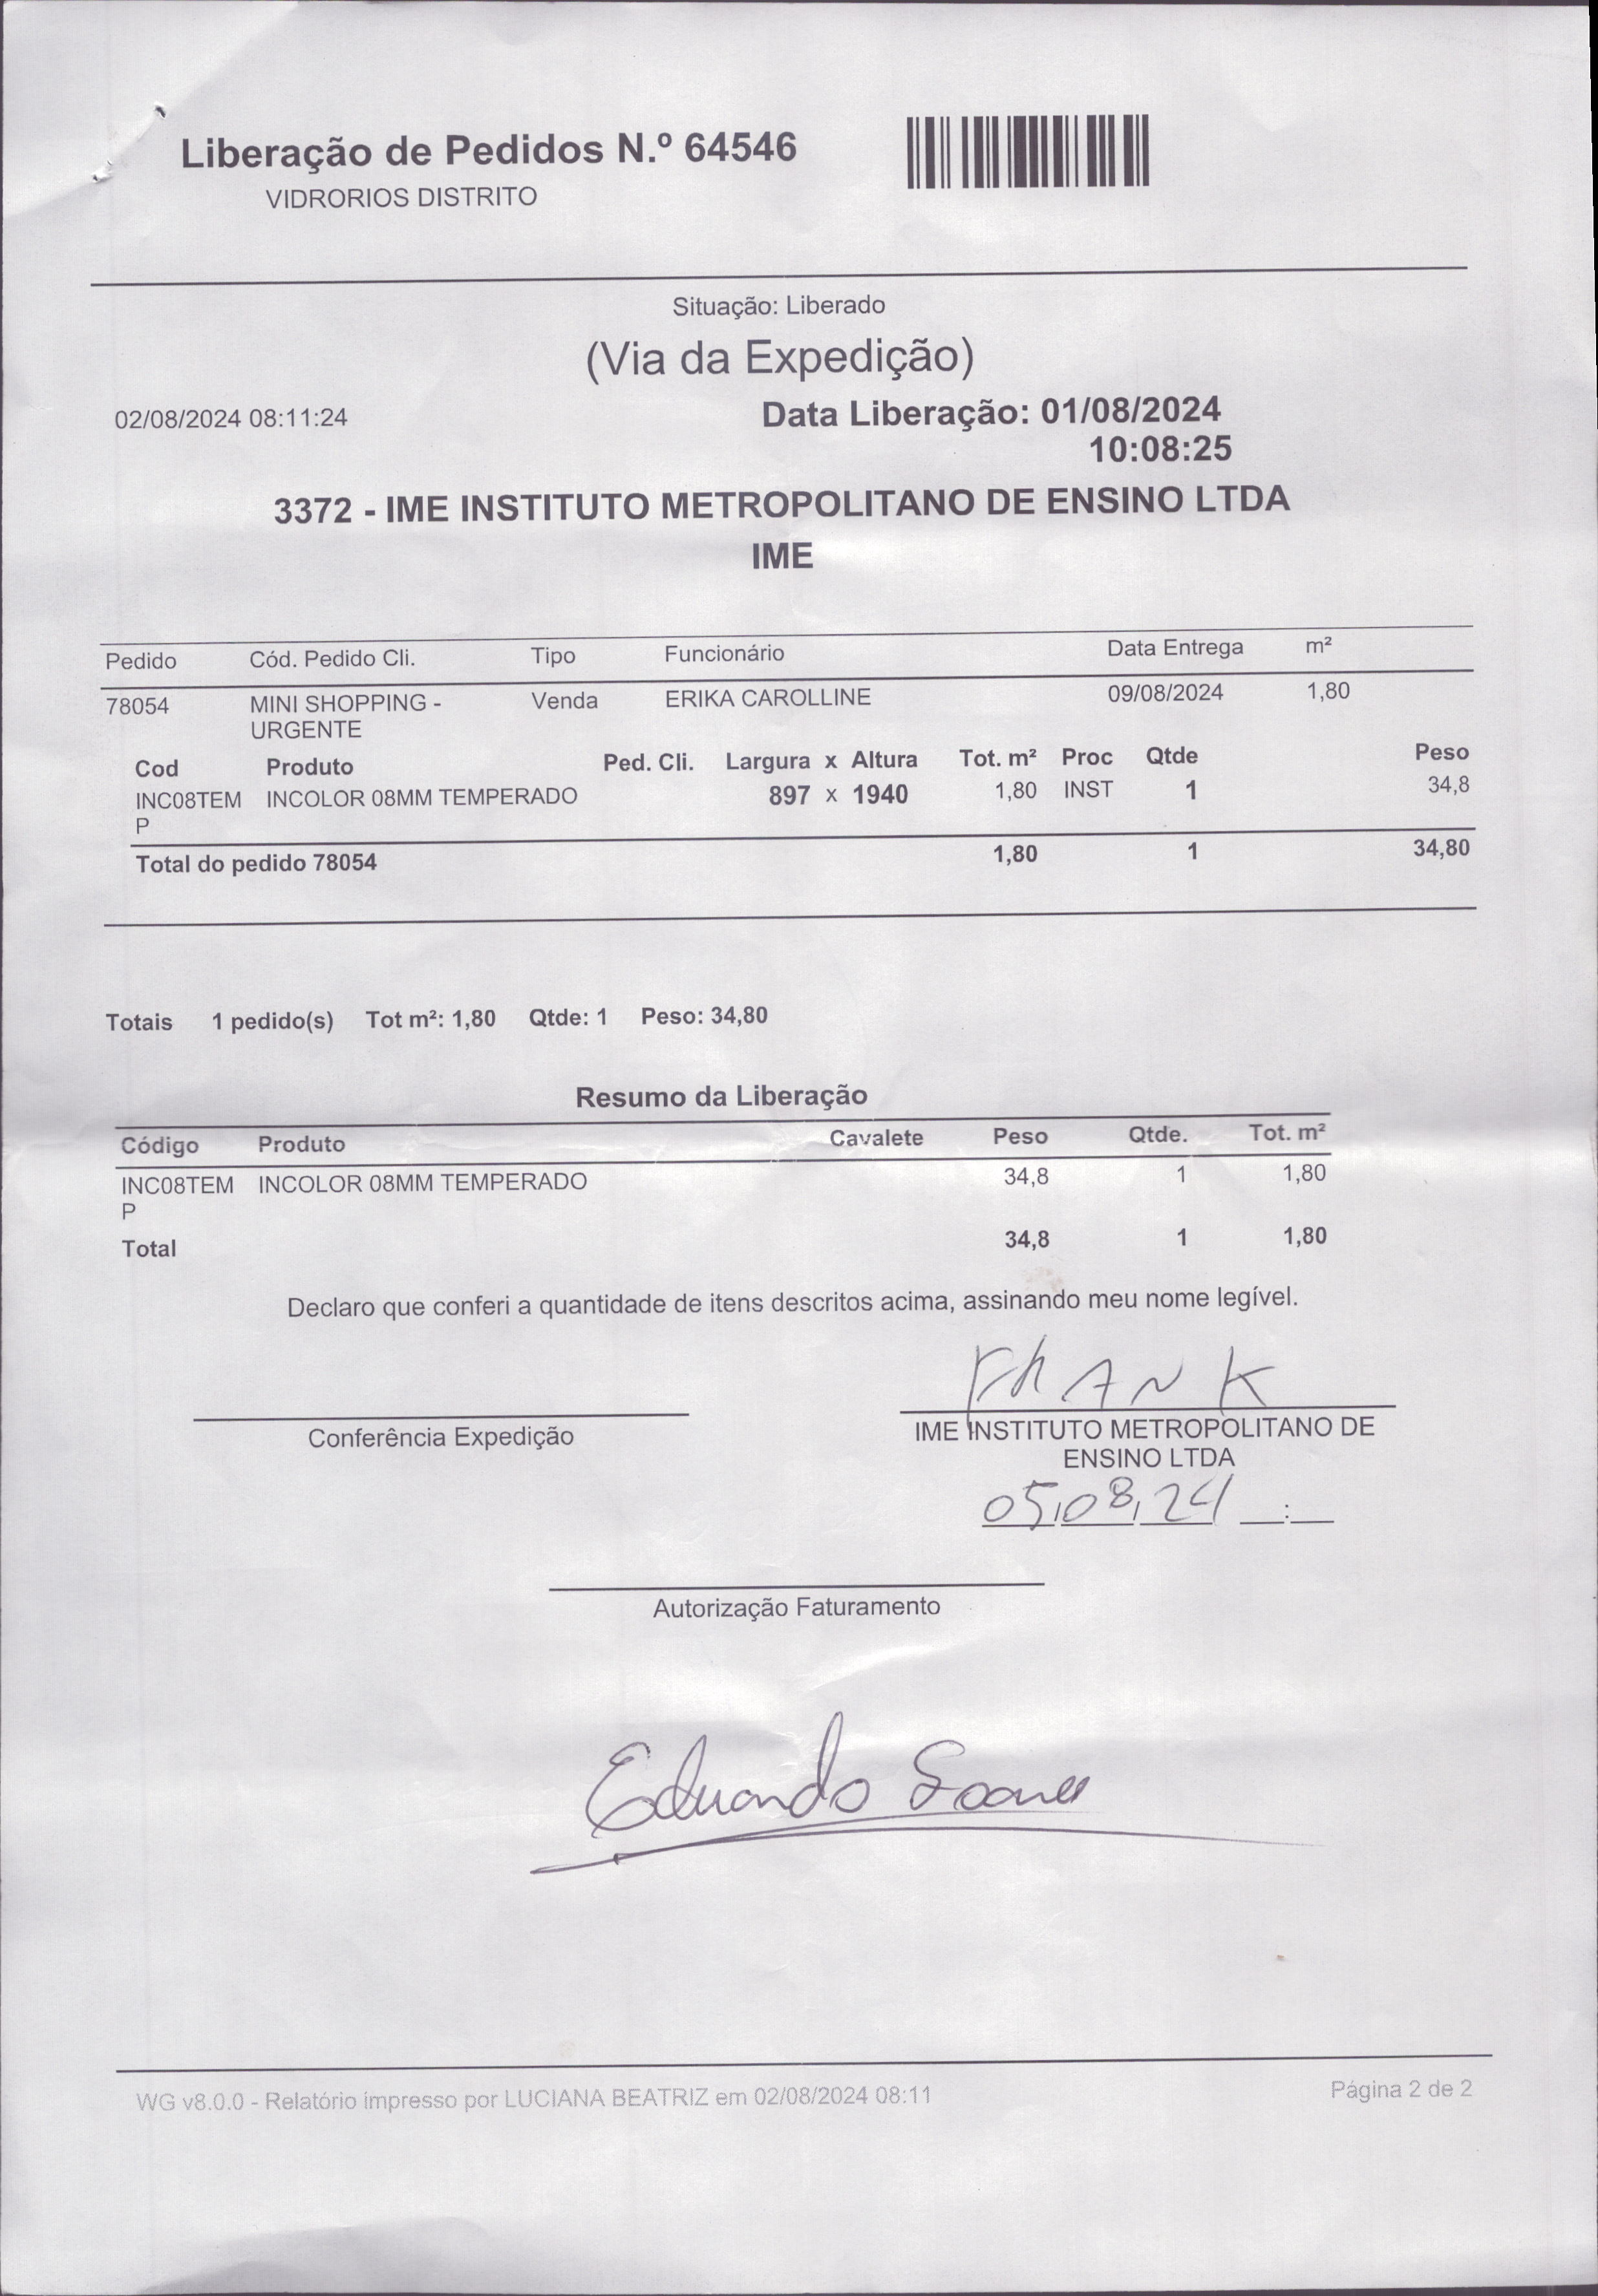 Liberação de Pedidos N.º 64546
VIDRORIOS DISTRITO
Situação: Liberado
(Via da Expedição)
02/08/2024 08:11:24 Data Liberação: 01/08/2024
10:08:25
3372 - IME INSTITUTO METROPOLITANO DE ENSINO LTDA
IME
Pedido Cód. Pedido Cli. Tipo Funcionário Data Entrega m²
78054 MINI SHOPPING - Venda ERIKA CAROLLINE 09/08/2024 1,80
URGENTE
Cod Produto Ped. Cli. Largura x Altura Tot. m² Proc Qtde Peso
INC08TEM INCOLOR 08MM TEMPERADO 897 x 1940 1,80 INST 1 34,8
P
Total do pedido 78054 1,80 1 34,80
Totais 1 pedido(s) Tot m²: 1,80 Qtde: 1 Peso: 34,80
Resumo da Liberação
Código Produto Cavalete Peso Qtde. Tot. m²
INC08TEM INCOLOR 08MM TEMPERADO 34,8 1 1,80
P
Total 34,8 1 1,80
Declaro que conferi a quantidade de itens descritos acima, assinando meu nome legível.
FRANK
Conferência Expedição IME INSTITUTO METROPOLITANO DE
ENSINO LTDA
05,08,24 __:__
Autorização Faturamento
Eduardo Soares
WG v8.0.0 - Relatório impresso por LUCIANA BEATRIZ em 02/08/2024 08:11 Página 2 de 2